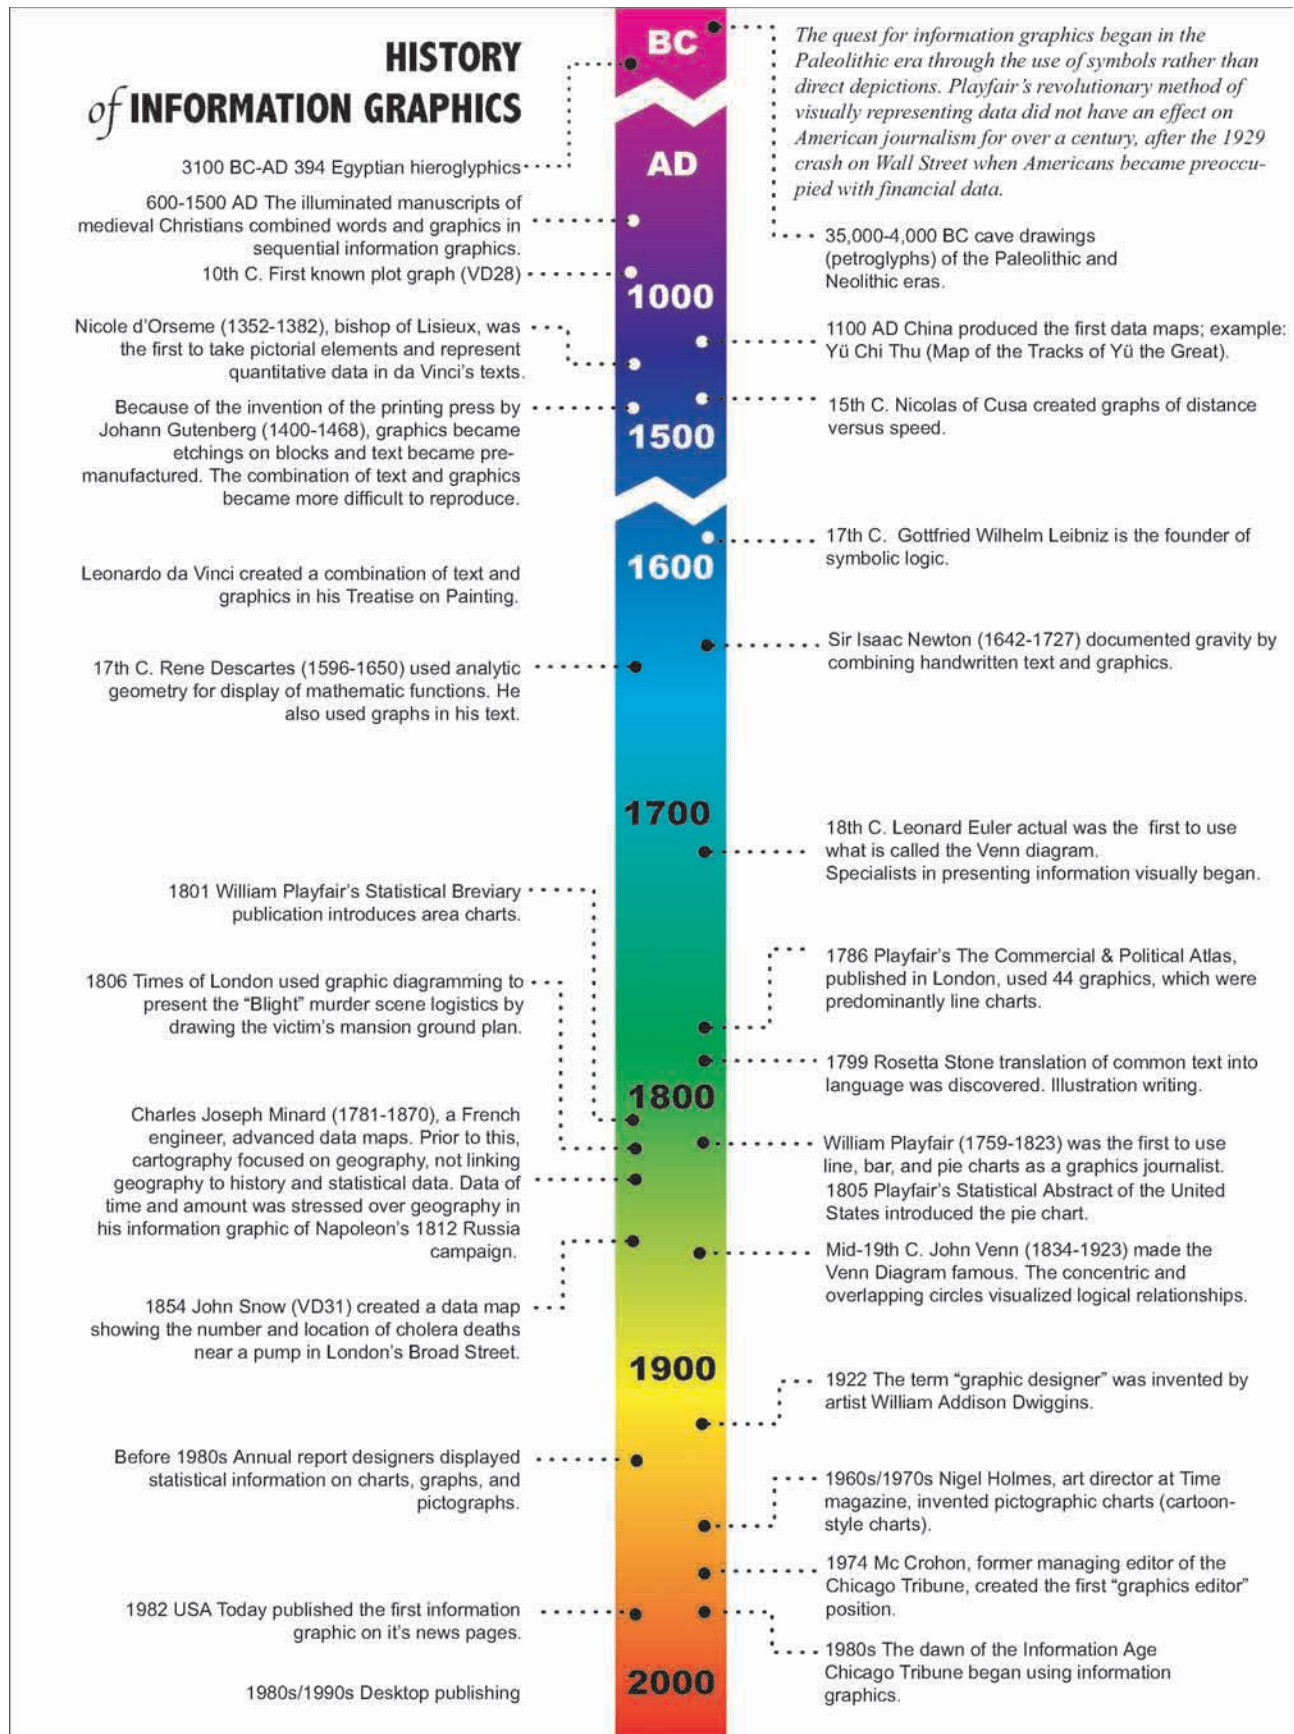 HISTORY
of INFORMATION GRAPHICS
3100 BC-AD 394 Egyptian hieroglyphics
600-1500 AD The illuminated manuscripts of
medieval Christians combined words and graphics in
sequential information graphics.
10th C. First known plot graph (VD28)
Nicole d'Orseme (1352-1382), bishop of Lisieux, was
the first to take pictorial elements and represent
quantitative data in da Vinci's texts.
Because of the invention of the printing press by
Johann Gutenberg (1400-1468), graphics became
etchings on blocks and text became pre-
manufactured. The combination of text and graphics
became more difficult to reproduce.
Leonardo da Vinci created a combination of text and
graphics in his Treatise on Painting.
17th C. Rene Descartes (1596-1650) used analytic
geometry for display of mathematic functions. He
also used graphs in his text.
1801 William Playfair's Statistical Breviary
publication introduces area charts.
1806 Times of London used graphic diagramming to
present the "Blight" murder scene logistics by
drawing the victim's mansion ground plan.
Charles Joseph Minard (1781-1870), a French
engineer, advanced data maps. Prior to this,
cartography focused on geography, not linking
geography to history and statistical data. Data of
time and amount was stressed over geography in
his information graphic of Napoleon's 1812 Russia
campaign.
1854 John Snow (VD31) created a data map
showing the number and location of cholera deaths
near a pump in London's Broad Street.
Before 1980s Annual report designers displayed
statistical information on charts, graphs, and
pictographs.
1982 USA Today published the first information
graphic on it's news pages.
1980s/1990s Desktop publishing
BC
AD
1000
1500
1600
1700
1800
1900
2000
The quest for information graphics began in the
Paleolithic era through the use of symbols rather than
direct depictions. Playfair's revolutionary method of
visually representing data did not have an effect on
American journalism for over a century, after the 1929
crash on Wall Street when Americans became preoccu-
pied with financial data.
35,000-4,000 BC cave drawings
(petroglyphs) of the Paleolithic and
Neolithic eras.
1100 AD China produced the first data maps; example:
Yü Chi Thu (Map of the Tracks of Yü the Great).
15th C. Nicolas of Cusa created graphs of distance
versus speed.
17th C. Gottfried Wilhelm Leibniz is the founder of
symbolic logic.
Sir Isaac Newton (1642-1727) documented gravity by
combining handwritten text and graphics.
18th C. Leonard Euler actual was the first to use
what is called the Venn diagram.
Specialists in presenting information visually began.
1786 Playfair's The Commercial & Political Atlas,
published in London, used 44 graphics, which were
predominantly line charts.
1799 Rosetta Stone translation of common text into
language was discovered. Illustration writing.
William Playfair (1759-1823) was the first to use
line, bar, and pie charts as a graphics journalist.
1805 Playfair's Statistical Abstract of the United
States introduced the pie chart.
Mid-19th C. John Venn (1834-1923) made the
Venn Diagram famous. The concentric and
overlapping circles visualized logical relationships.
1922 The term "graphic designer" was invented by
artist William Addison Dwiggins.
1960s/1970s Nigel Holmes, art director at Time
magazine, invented pictographic charts (cartoon-
style charts).
1974 Mc Crohon, former managing editor of the
Chicago Tribune, created the first "graphics editor"
position.
1980s The dawn of the Information Age
Chicago Tribune began using information
graphics.